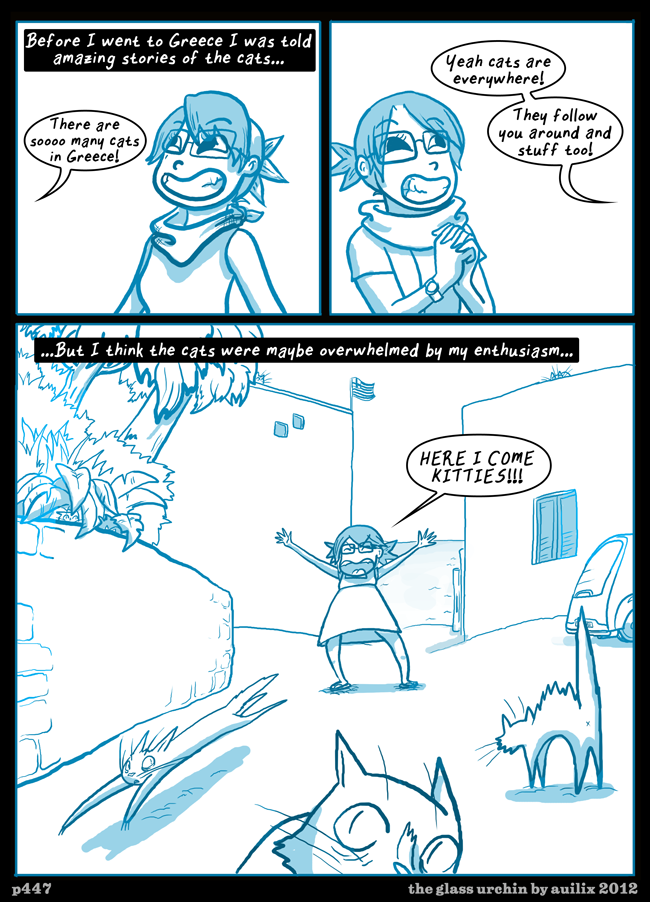 Before I went to Greece I was told
amazing stories of the cats...
There are
soooo many cats
in Greece!
Yeah cats are
everywhere!
They follow
you around and
stuff too!
...But I think the cats were maybe overwhelmed by my enthusiasm...
HERE I COME
KITTIES!!!
p447
the glass urchin by auilix 2012